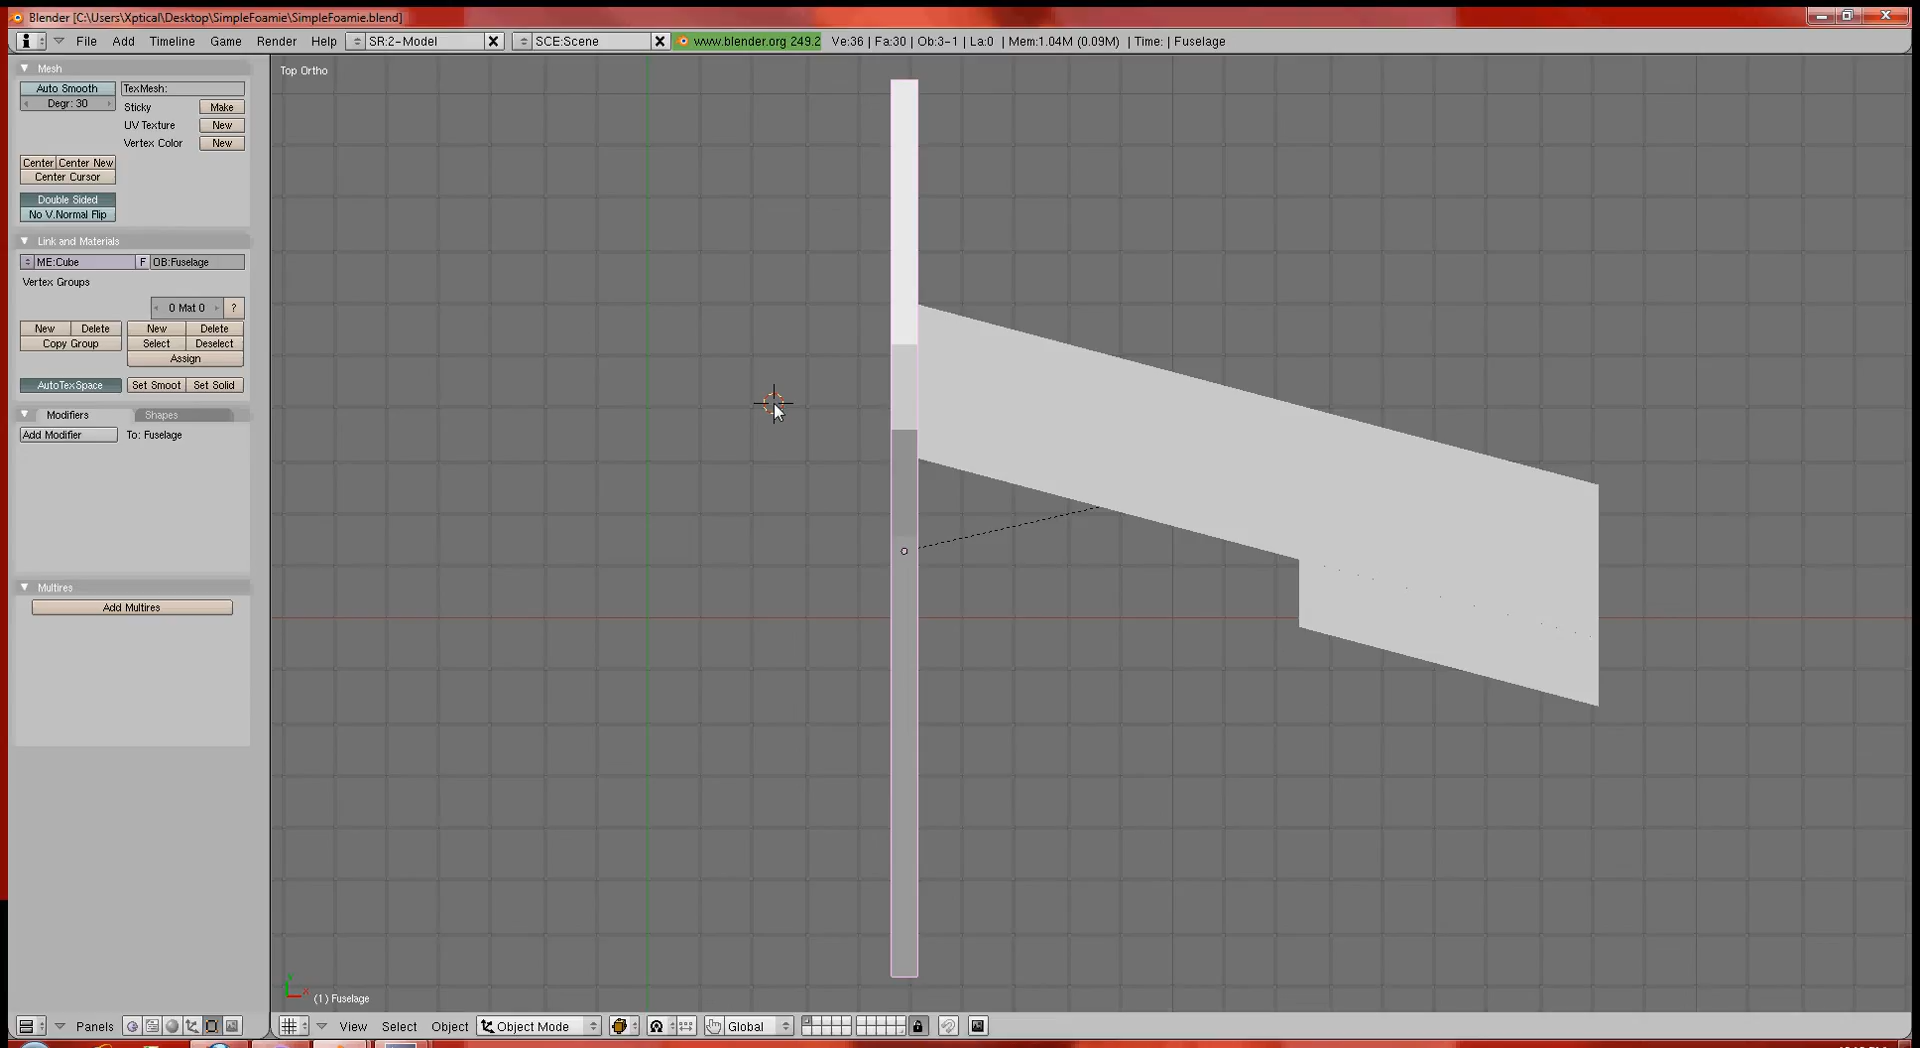 Blender [C:\Users\Xptical\Desktop\SimpleFoamie\SimpleFoamie.blend]
File Add Timeline Game Render Help SR:2-Model SCE:Scene www.blender.org 249.2 Ve:36 | Fa:30 | Ob:3-1 | La:0 | Mem:1.04M (0.09M) | Time: | Fuselage
Mesh
Top Ortho
Auto Smooth TexMesh:
Degr: 30 Sticky Make
UV Texture New
Vertex Color New
Center Center New
Center Cursor
Double Sided
No V.Normal Flip
Link and Materials
ME:Cube F OB:Fuselage
Vertex Groups
0 Mat 0 ?
New Delete New Delete
Copy Group Select Deselect
Assign
AutoTexSpace Set Smoot Set Solid
Modifiers Shapes
Add Modifier To: Fuselage
Multires
Add Multires
(1) Fuselage
Panels View Select Object Object Mode Global